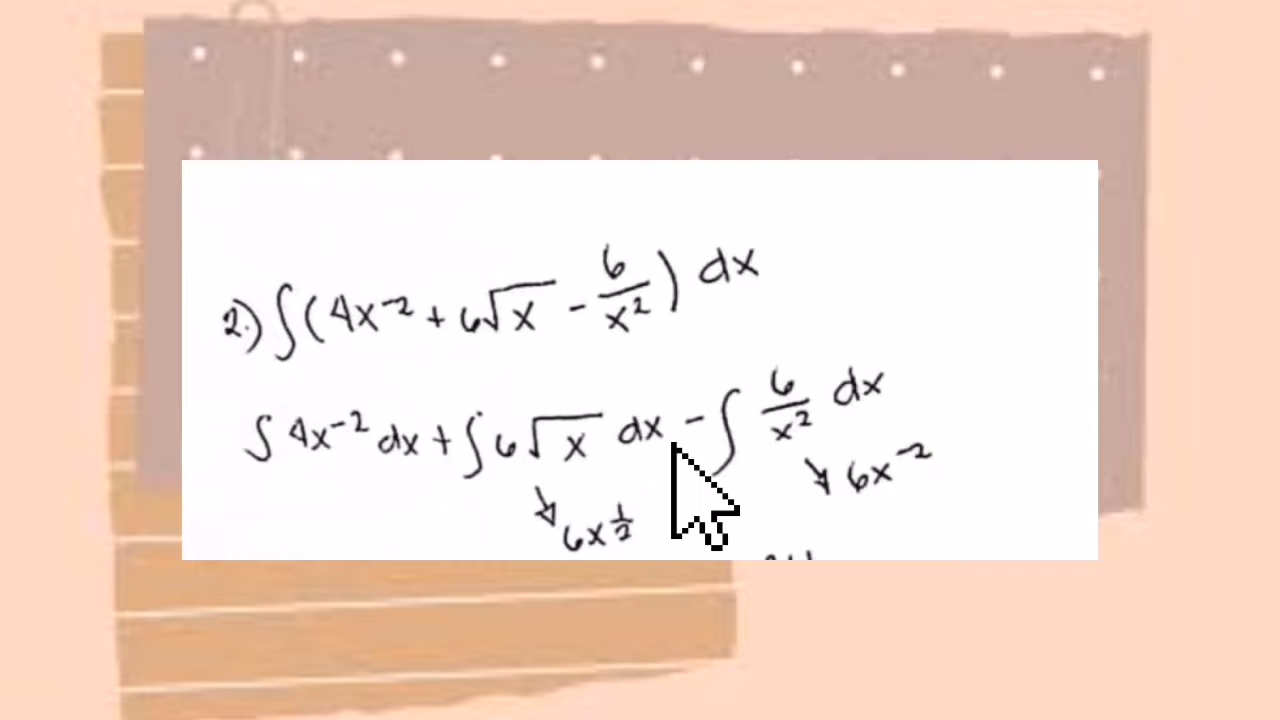 2.) ∫(4x⁻² + 6√x - 6/x²) dx
∫ 4x⁻² dx + ∫ 6√x dx - ∫ 6/x² dx
↘ 6x^½ ↘ 6x⁻²